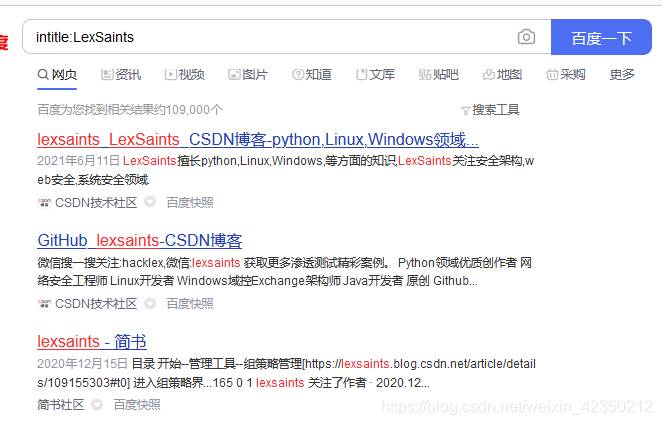 度
intitle:LexSaints
百度一下
网页 资讯 视频 图片 知道 文库 贴吧 地图 采购 更多
百度为您找到相关结果约109,000个 搜索工具
lexsaints_LexSaints_CSDN博客-python,Linux,Windows领域...
2021年6月11日 LexSaints擅长python,Linux,Windows,等方面的知识,LexSaints关注安全架构,w
eb安全,系统安全领域.
CSDN技术社区 百度快照
GitHub_lexsaints-CSDN博客
微信搜一搜关注:hacklex,微信:lexsaints 获取更多渗透测试精彩案例。 Python领域优质创作者 网
络安全工程师 Linux开发者 Windows域控Exchange架构师 Java开发者 原创 Github...
CSDN技术社区 百度快照
lexsaints - 简书
2020年12月15日 目录 开始--管理工具--组策略管理[https://lexsaints.blog.csdn.net/article/detail
s/109155303#t0] 进入组策略界...165 0 1 lexsaints 关注了作者 · 2020.12...
简书社区 百度快照
https://blog.csdn.net/weixin_42350212